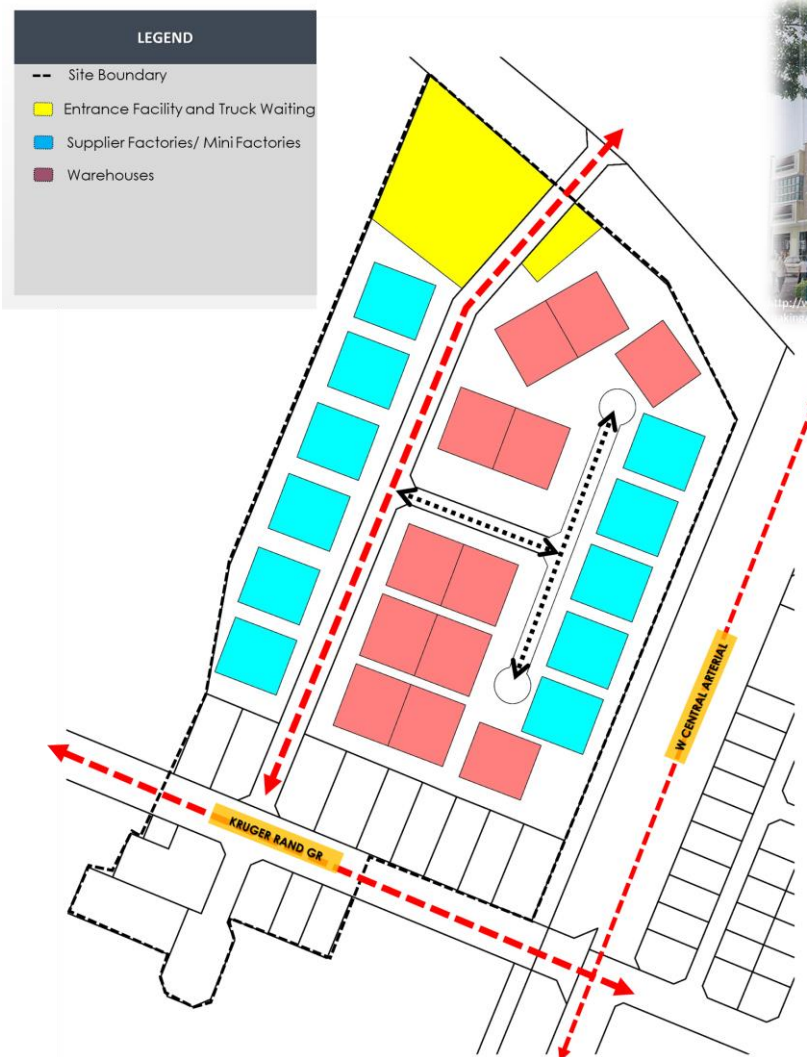 LEGEND
Site Boundary
Entrance Facility and Truck Waiting
Supplier Factories/ Mini Factories
Warehouses
W CENTRAL ARTERIAL
KRUGER RAND GR